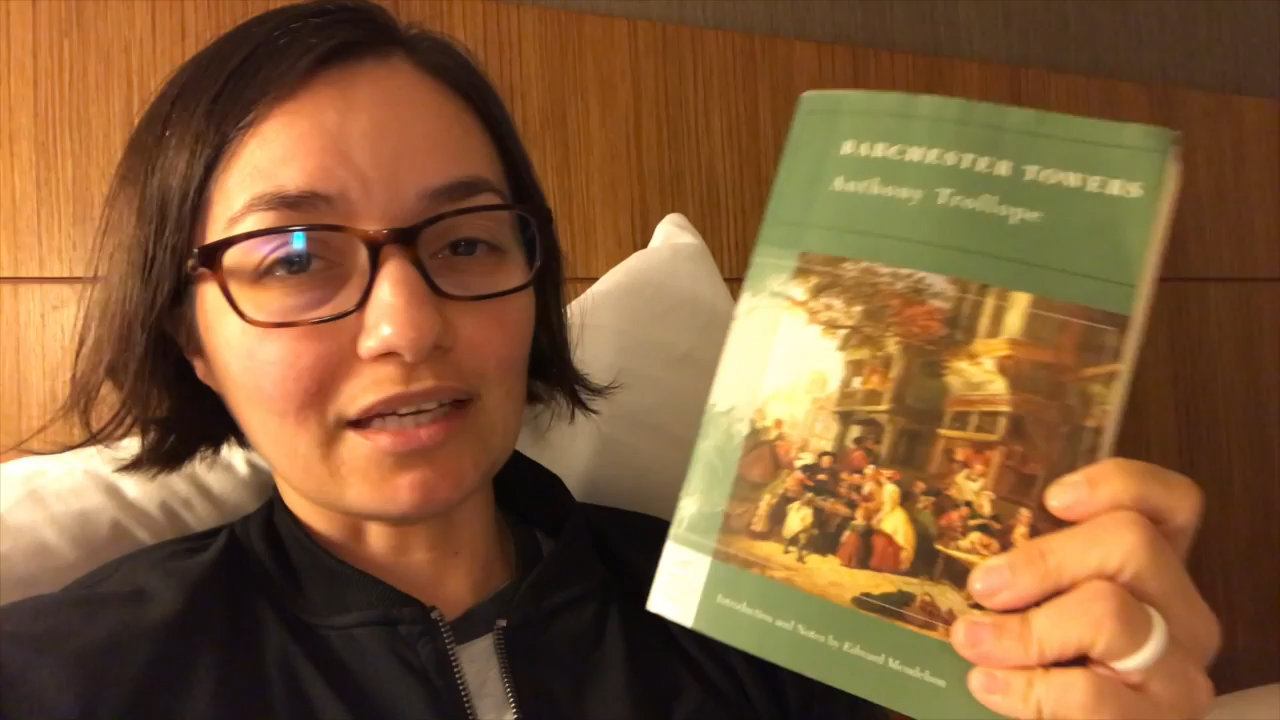 BARCHESTER TOWERS
Anthony Trollope
Introduction and Notes by Edward Mendelson